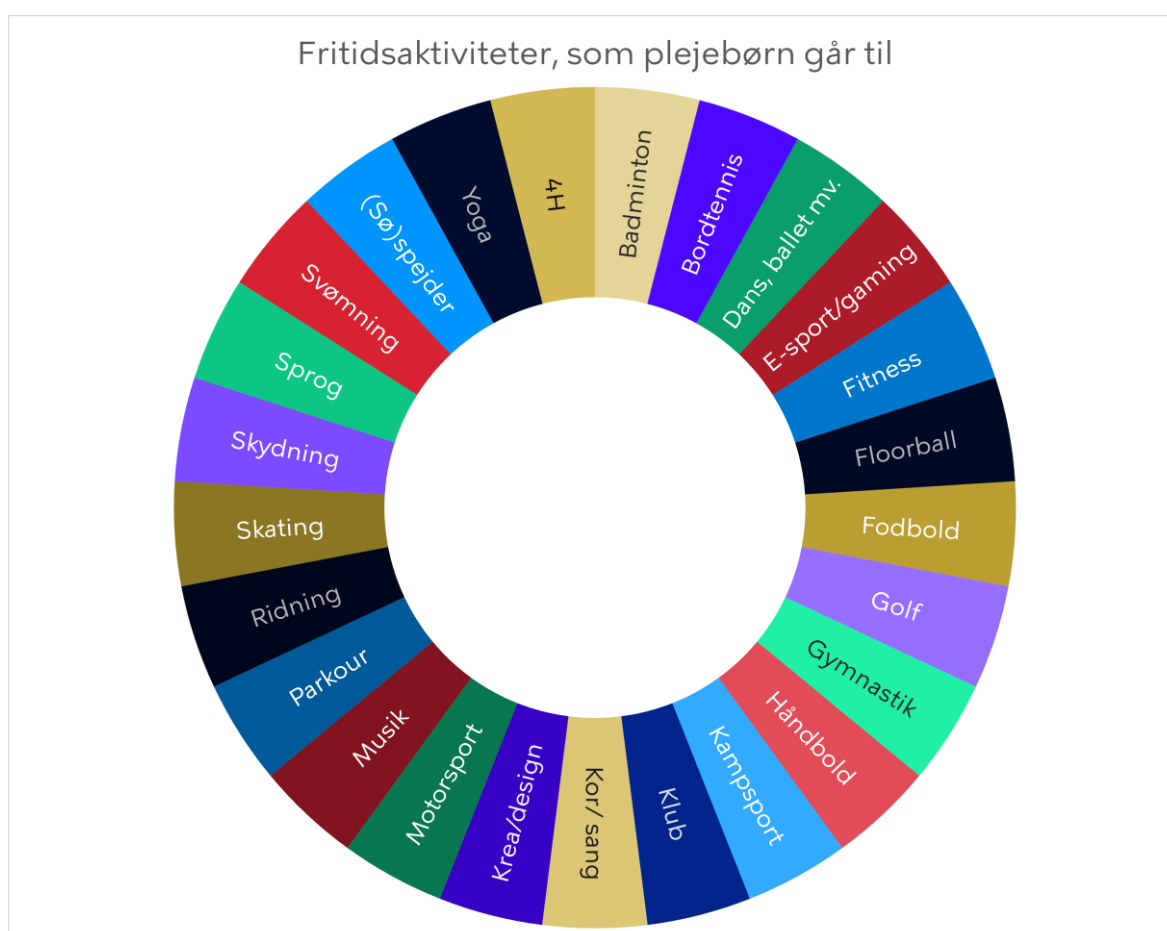 Fritidsaktiviteter, som plejebørn går til
Badminton
Bordtennis
Dans, ballet mv.
E-sport/gaming
Fitness
Floorball
Fodbold
Golf
Gymnastik
Håndbold
Kampsport
Klub
Kor/ sang
Krea/design
Motorsport
Musik
Parkour
Ridning
Skating
Skydning
Sprog
Svømning
(Sø)spejder
Yoga
4H